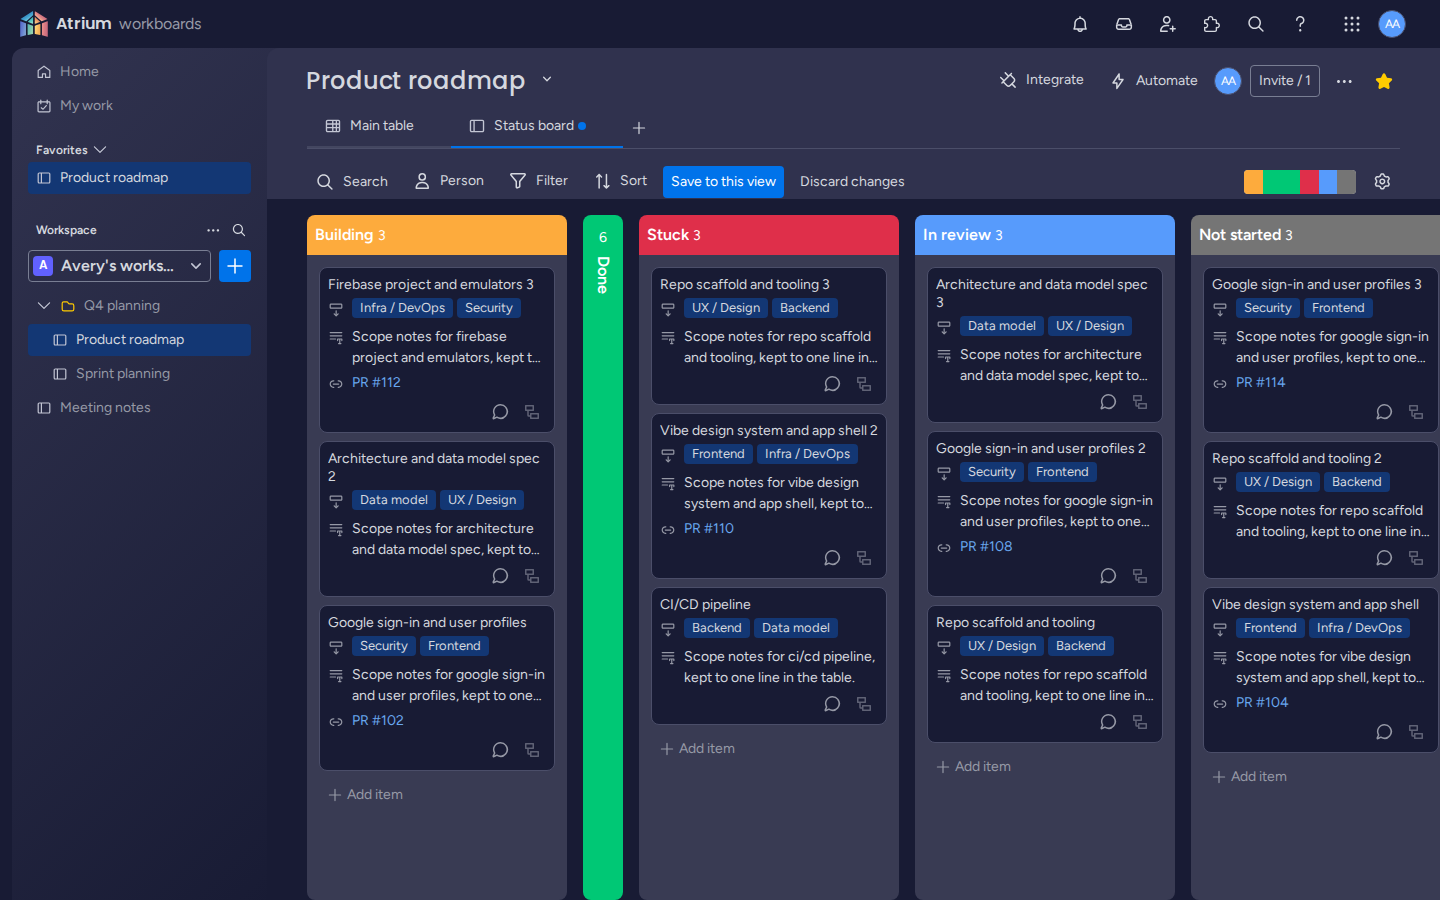 Atrium workboards
AA
Home
My work
Favorites
Product roadmap
Workspace
A Avery's works...
Q4 planning
Product roadmap
Sprint planning
Meeting notes
Product roadmap
Integrate
Automate
AA
Invite / 1
Main table
Status board
Search
Person
Filter
Sort
Save to this view
Discard changes
Building 3
Firebase project and emulators 3
Infra / DevOps Security
Scope notes for firebase
project and emulators, kept t...
PR #112
Architecture and data model spec
2
Data model UX / Design
Scope notes for architecture
and data model spec, kept to...
Google sign-in and user profiles
Security Frontend
Scope notes for google sign-in
and user profiles, kept to one...
PR #102
Add item
6 Done
Stuck 3
Repo scaffold and tooling 3
UX / Design Backend
Scope notes for repo scaffold
and tooling, kept to one line in...
Vibe design system and app shell 2
Frontend Infra / DevOps
Scope notes for vibe design
system and app shell, kept to...
PR #110
CI/CD pipeline
Backend Data model
Scope notes for ci/cd pipeline,
kept to one line in the table.
Add item
In review 3
Architecture and data model spec
3
Data model UX / Design
Scope notes for architecture
and data model spec, kept to...
Google sign-in and user profiles 2
Security Frontend
Scope notes for google sign-in
and user profiles, kept to one...
PR #108
Repo scaffold and tooling
UX / Design Backend
Scope notes for repo scaffold
and tooling, kept to one line in...
Add item
Not started 3
Google sign-in and user profiles 3
Security Frontend
Scope notes for google sign-in
and user profiles, kept to one...
PR #114
Repo scaffold and tooling 2
UX / Design Backend
Scope notes for repo scaffold
and tooling, kept to one line in...
Vibe design system and app shell
Frontend Infra / DevOps
Scope notes for vibe design
system and app shell, kept to...
PR #104
Add item